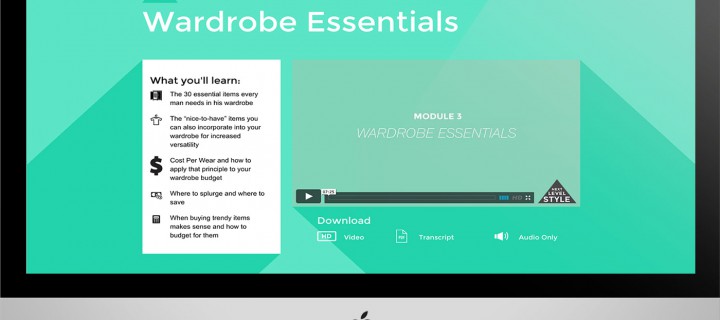 Wardrobe Essentials
What you'll learn:
The 30 essential items every
man needs in his wardrobe
The "nice-to-have" items you
can also incorporate into your
wardrobe for increased
versatility
Cost Per Wear and how to
apply that principle to your
wardrobe budget
Where to splurge and where to
save
When buying trendy items
makes sense and how to
budget for them
MODULE 3
WARDROBE ESSENTIALS
07:25
HD
NEXT
LEVEL
STYLE
Download
HD Video
Transcript
Audio Only